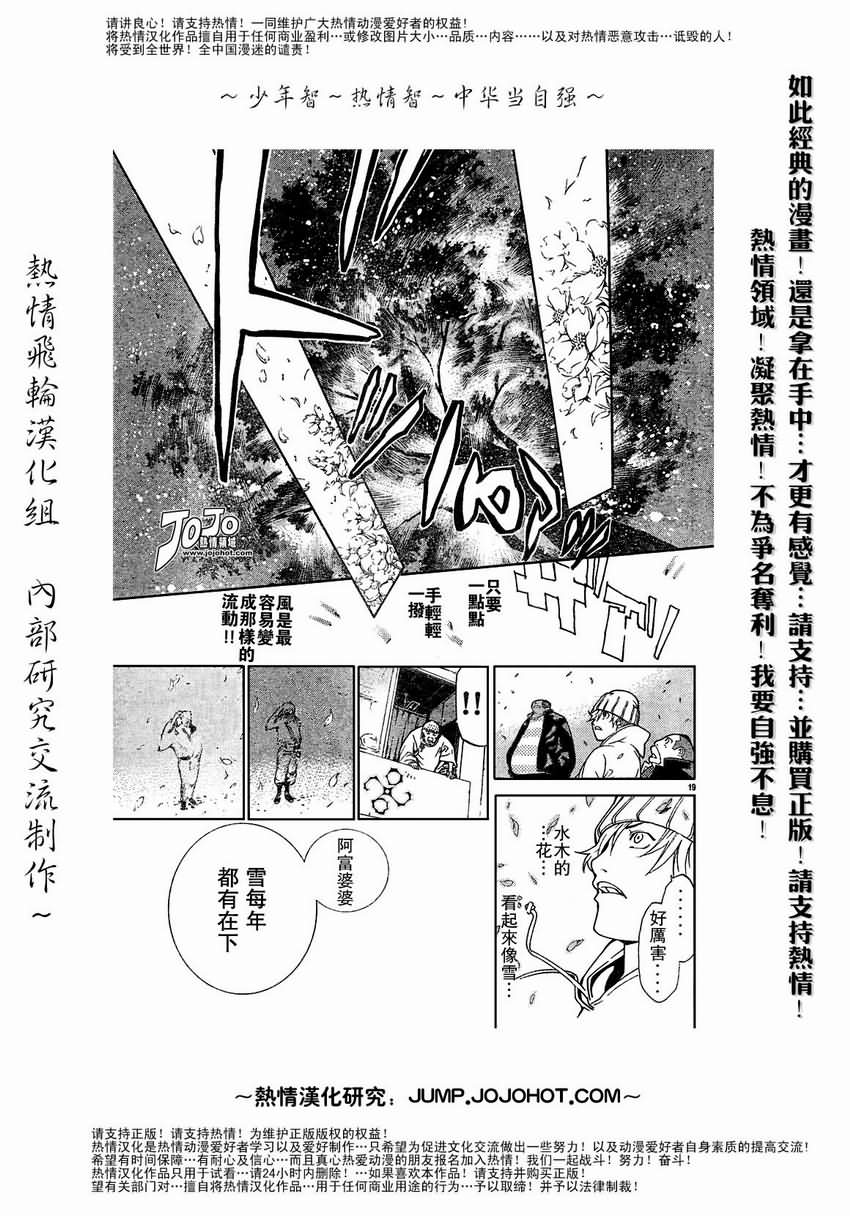 请讲良心！请支持热情！一同维护广大热情动漫爱好者的权益！
将热情汉化作品擅自用于任何商业盈利…或修改图片大小…品质…内容……以及对热情恶意攻击…诋毁的人！
将受到全世界！全中国漫迷的谴责！
～少年智～热情智～中华当自强～
如此經典的漫畫！還是拿在手中…才更有感覺…請支持…並購買正版！請支持熱情！
熱情領域！凝聚熱情！不為爭名奪利！我要自強不息！
熱情飛輪漢化組　內部研究交流制作～
JOJO
熱情領域
www.jojohot.com
只要
一點點
手輕輕
一撥
風是最
容易變
成那樣的
流動!!
!!
19
水木的
…花…
……
好厲害…
……
看起來像雪…
阿富婆婆
雪每年
都有在下
～熱情漢化研究：JUMP.JOJOHOT.COM～
请支持正版！请支持热情！为维护正版版权的权益！
热情汉化是热情动漫爱好者学习以及爱好制作…只希望为促进文化交流做出一些努力！以及动漫爱好者自身素质的提高交流！
希望有时间保障…有耐心及信心…而且真心热爱动漫的朋友报名加入热情！我们一起战斗！努力！奋斗！
热情汉化作品只用于试看…请24小时内删除！…如果喜欢本作品！请支持并购买正版！
望有关部门对…擅自将热情汉化作品…用于任何商业用途的行为…予以取缔！并予以法律制裁！